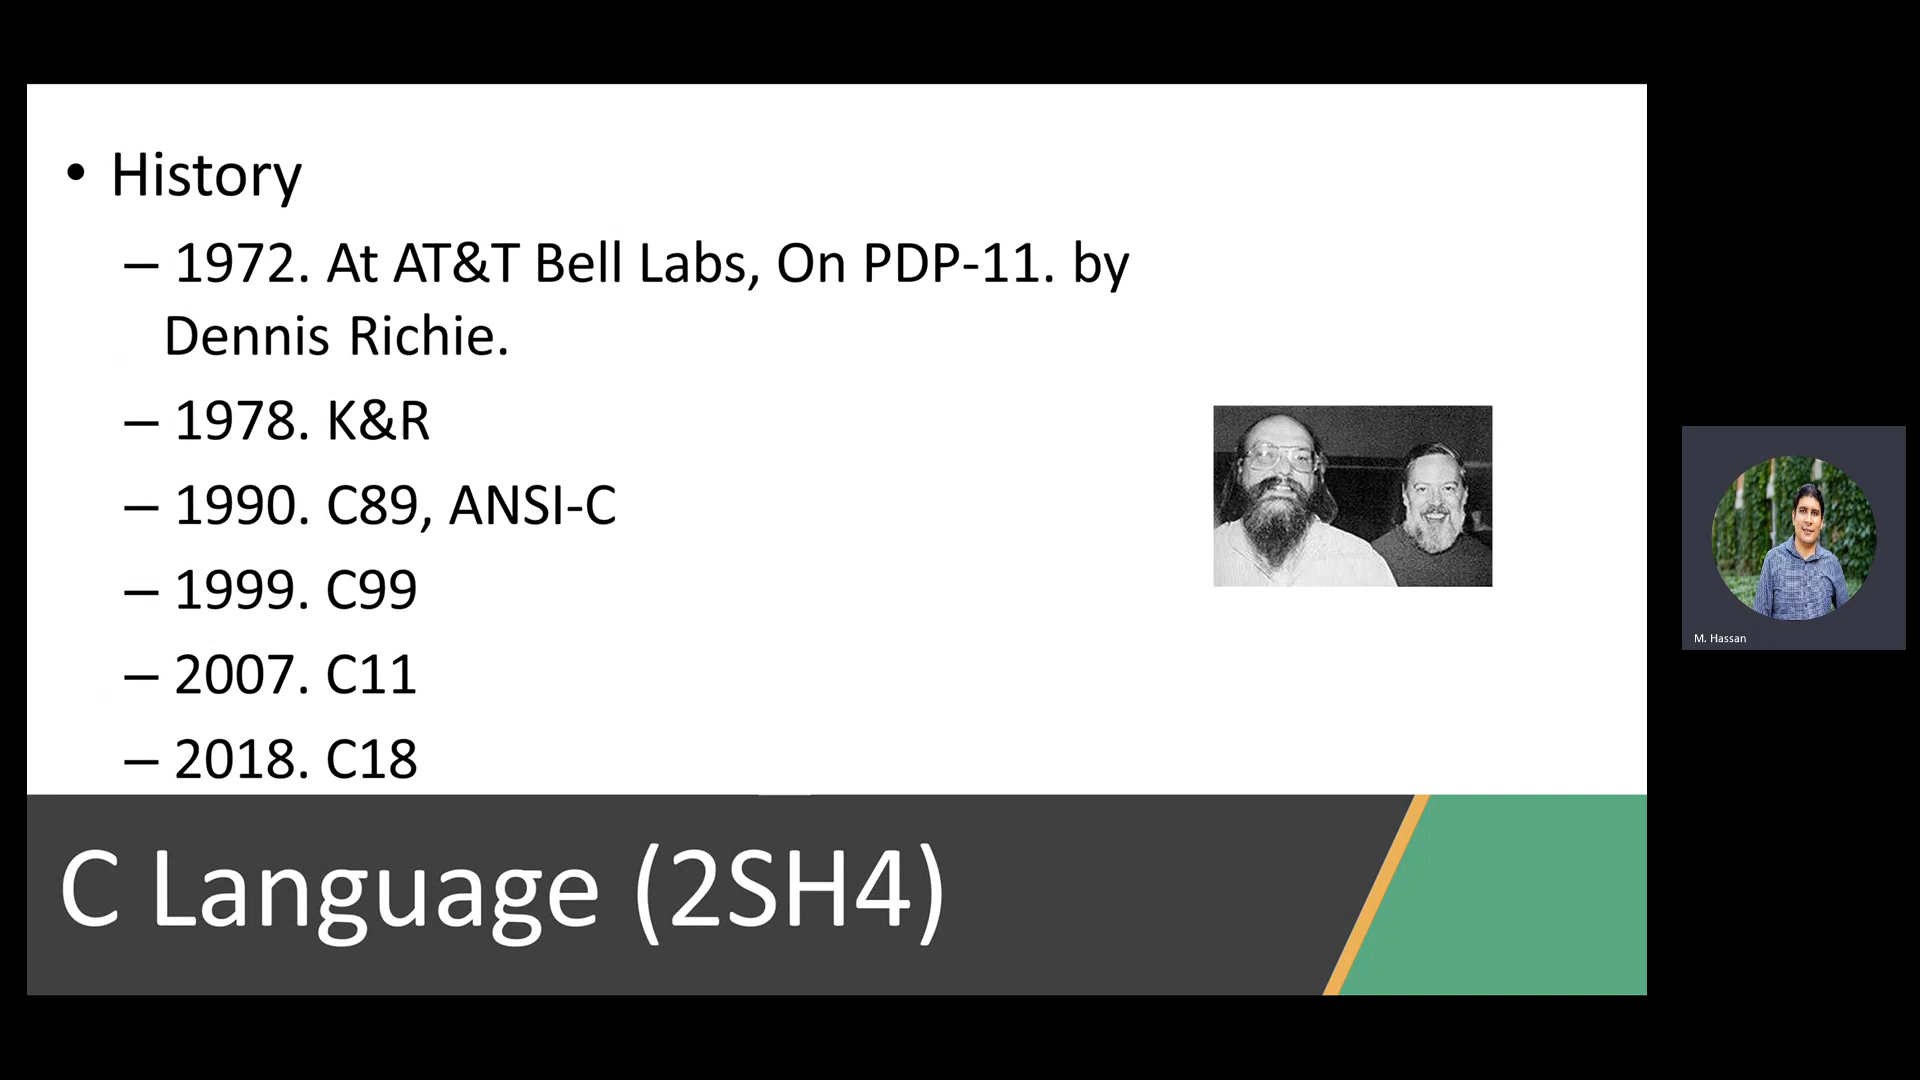 • History
– 1972. At AT&T Bell Labs, On PDP-11. by
Dennis Richie.
– 1978. K&R
– 1990. C89, ANSI-C
– 1999. C99
– 2007. C11
– 2018. C18
C Language (2SH4)
M. Hassan